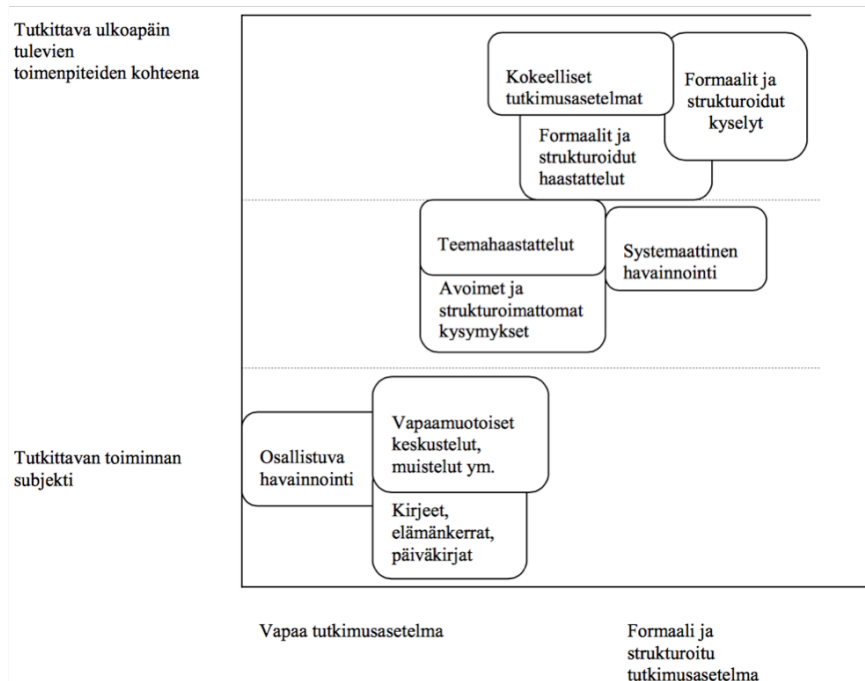 Tutkittava ulkoapäin
tulevien
toimenpiteiden kohteena
Kokeelliset
tutkimusasetelmat
Formaalit ja
strukturoidut
kyselyt
Formaalit ja
strukturoidut
haastattelut
Teemahaastattelut
Systemaattinen
havainnointi
Avoimet ja
strukturoimattomat
kysymykset
Tutkittavan toiminnan
subjekti
Osallistuva
havainnointi
Vapaamuotoiset
keskustelut,
muistelut ym.
Kirjeet,
elämänkerrat,
päiväkirjat
Vapaa tutkimusasetelma
Formaali ja
strukturoitu
tutkimusasetelma